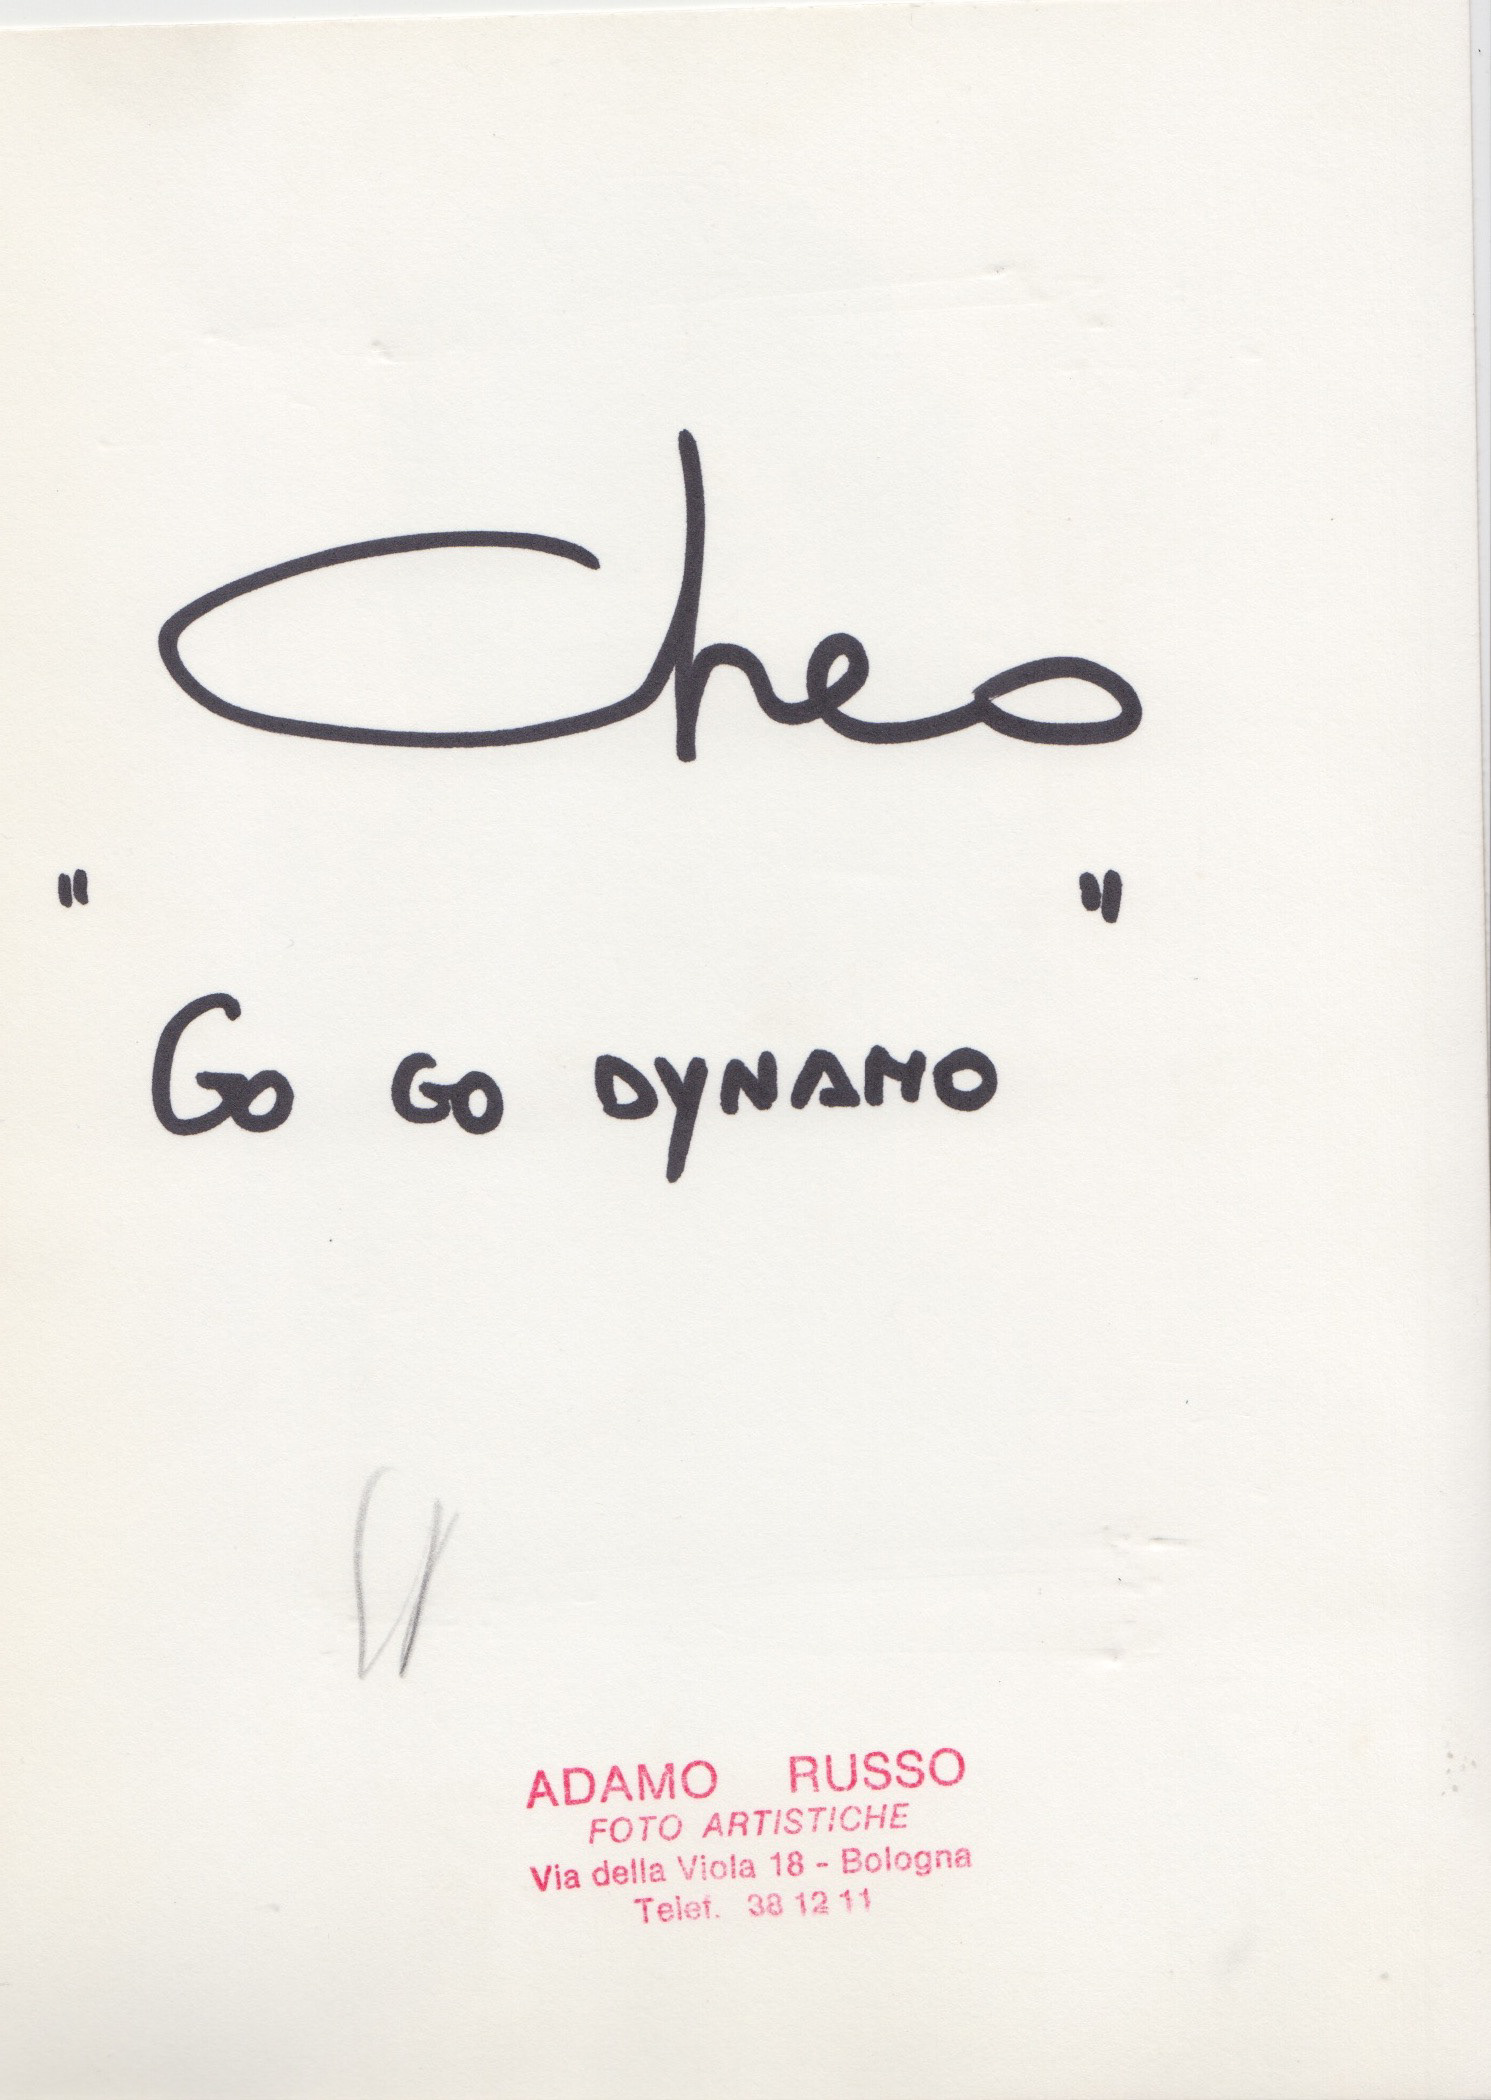 Cheo
"
"
Go Go DYNAMO
ADAMO RUSSO
FOTO ARTISTICHE
Via della Viola 18 - Bologna
Telef. 38 12 11